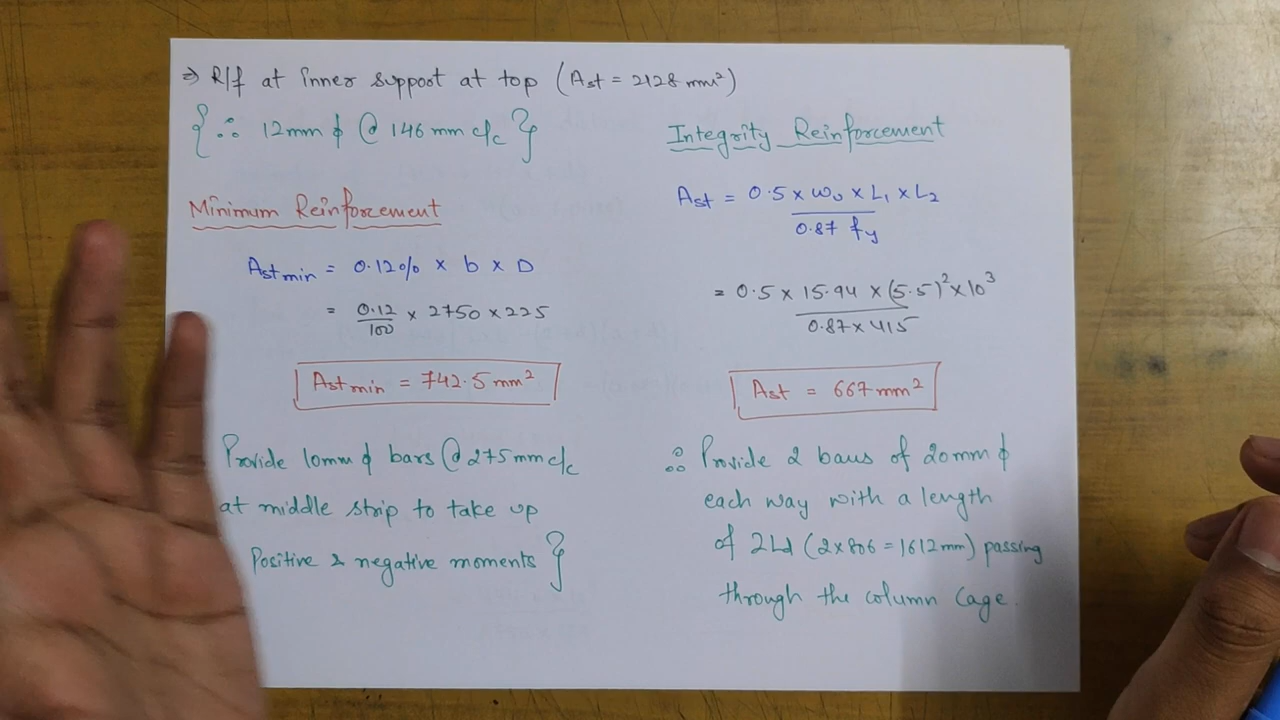 ⇒ R/f at inner support at top (Ast = 2128 mm²)
{∴ 12mm ϕ @ 146 mm c/c}
Minimum Reinforcement
Ast min = 0.12% × b × D
= 0.12/100 × 2750 × 225
Ast min = 742.5 mm²
Provide 10mm ϕ bars @ 275 mm c/c
at middle strip to take up
Positive & negative moments }
Integrity Reinforcement
Ast = 0.5 × w₀ × L₁ × L₂
0.87 fy
= 0.5 × 15.94 × (5.5)² × 10³
0.87 × 415
Ast = 667 mm²
∴ Provide 2 bars of 20mm ϕ
each way with a length
of 2Ld (2×806 = 1612 mm) passing
through the column cage.